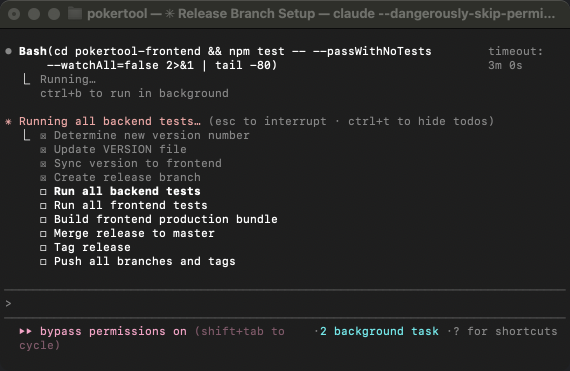 pokertool — ✳ Release Branch Setup — claude --dangerously-skip-permi…
● Bash(cd pokertool-frontend && npm test -- --passWithNoTests timeout:
--watchAll=false 2>&1 | tail -80) 3m 0s
⎿ Running…
ctrl+b to run in background
✳ Running all backend tests… (esc to interrupt · ctrl+t to hide todos)
⎿ ☒ Determine new version number
☒ Update VERSION file
☒ Sync version to frontend
☒ Create release branch
☐ Run all backend tests
☐ Run all frontend tests
☐ Build frontend production bundle
☐ Merge release to master
☐ Tag release
☐ Push all branches and tags
>
⏵⏵ bypass permissions on (shift+tab to · 2 background task · ? for shortcuts
cycle)